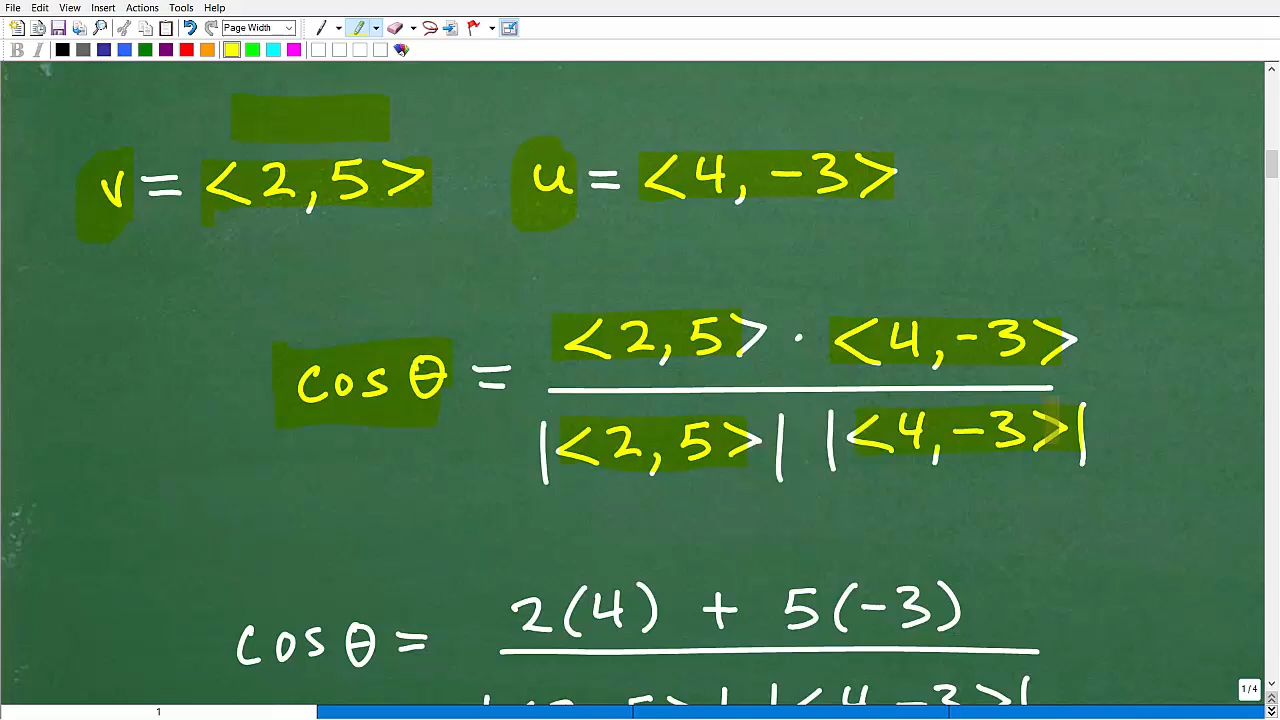 File Edit View Insert Actions Tools Help
Page Width
B I
v = <2, 5> u = <4, -3>
cos θ = <2, 5> · <4, -3>
|<2, 5>| |<4, -3>|
cos θ = 2(4) + 5(-3)
1/4
1